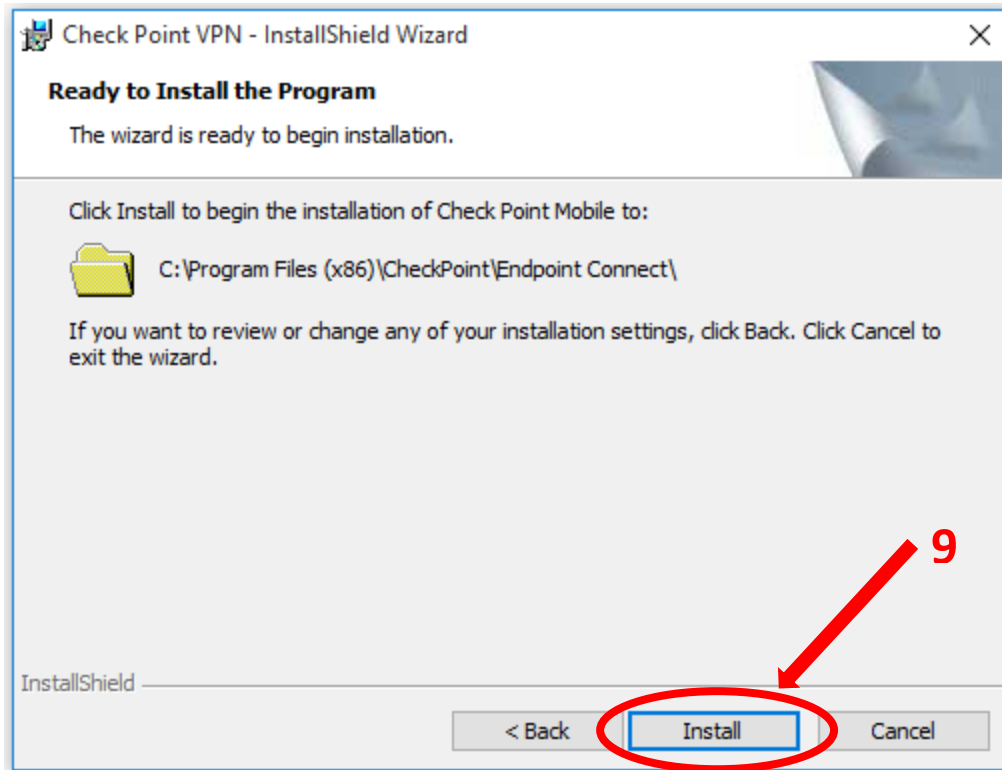 Check Point VPN - InstallShield Wizard
Ready to Install the Program
The wizard is ready to begin installation.
Click Install to begin the installation of Check Point Mobile to:
C:\Program Files (x86)\CheckPoint\Endpoint Connect\
If you want to review or change any of your installation settings, click Back. Click Cancel to
exit the wizard.
9
InstallShield
< Back Install Cancel